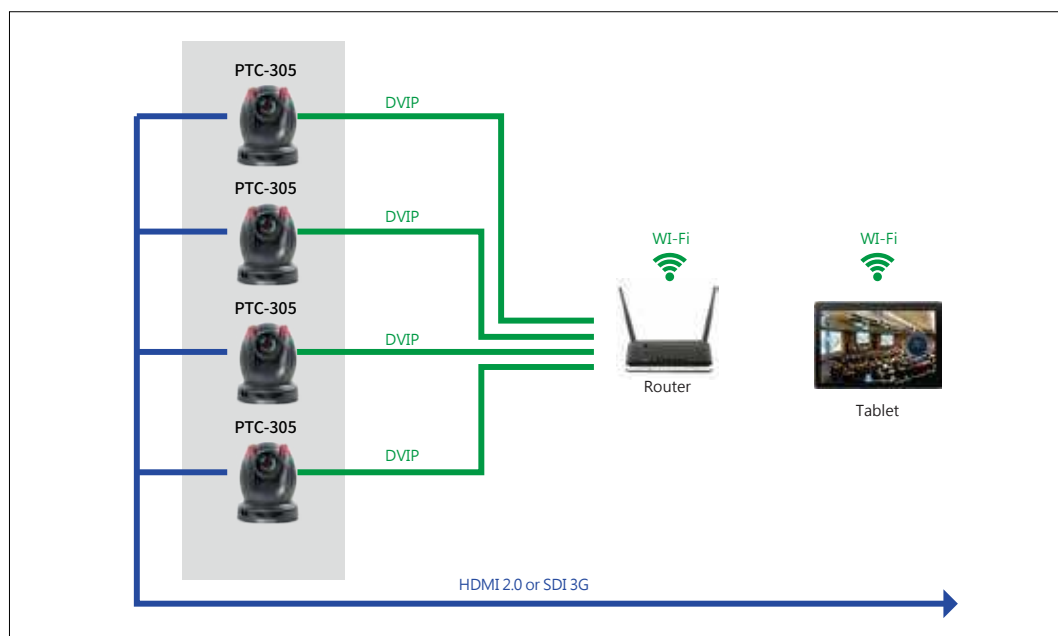 PTC-305
DVIP
PTC-305
DVIP
WI-Fi
WI-Fi
PTC-305
DVIP
Router
Tablet
PTC-305
DVIP
HDMI 2.0 or SDI 3G